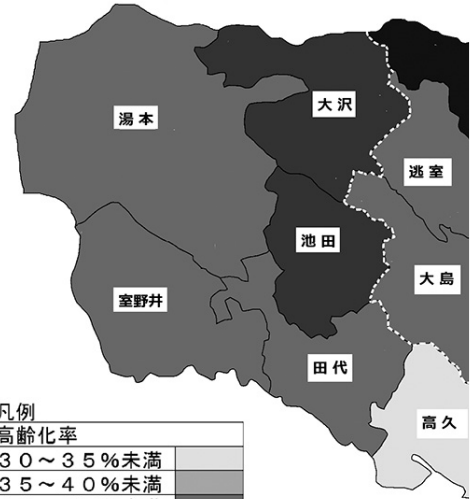 湯本
大沢
逃室
池田
大島
室野井
田代
高久
凡例
高齢化率
30～35%未満
35～40%未満